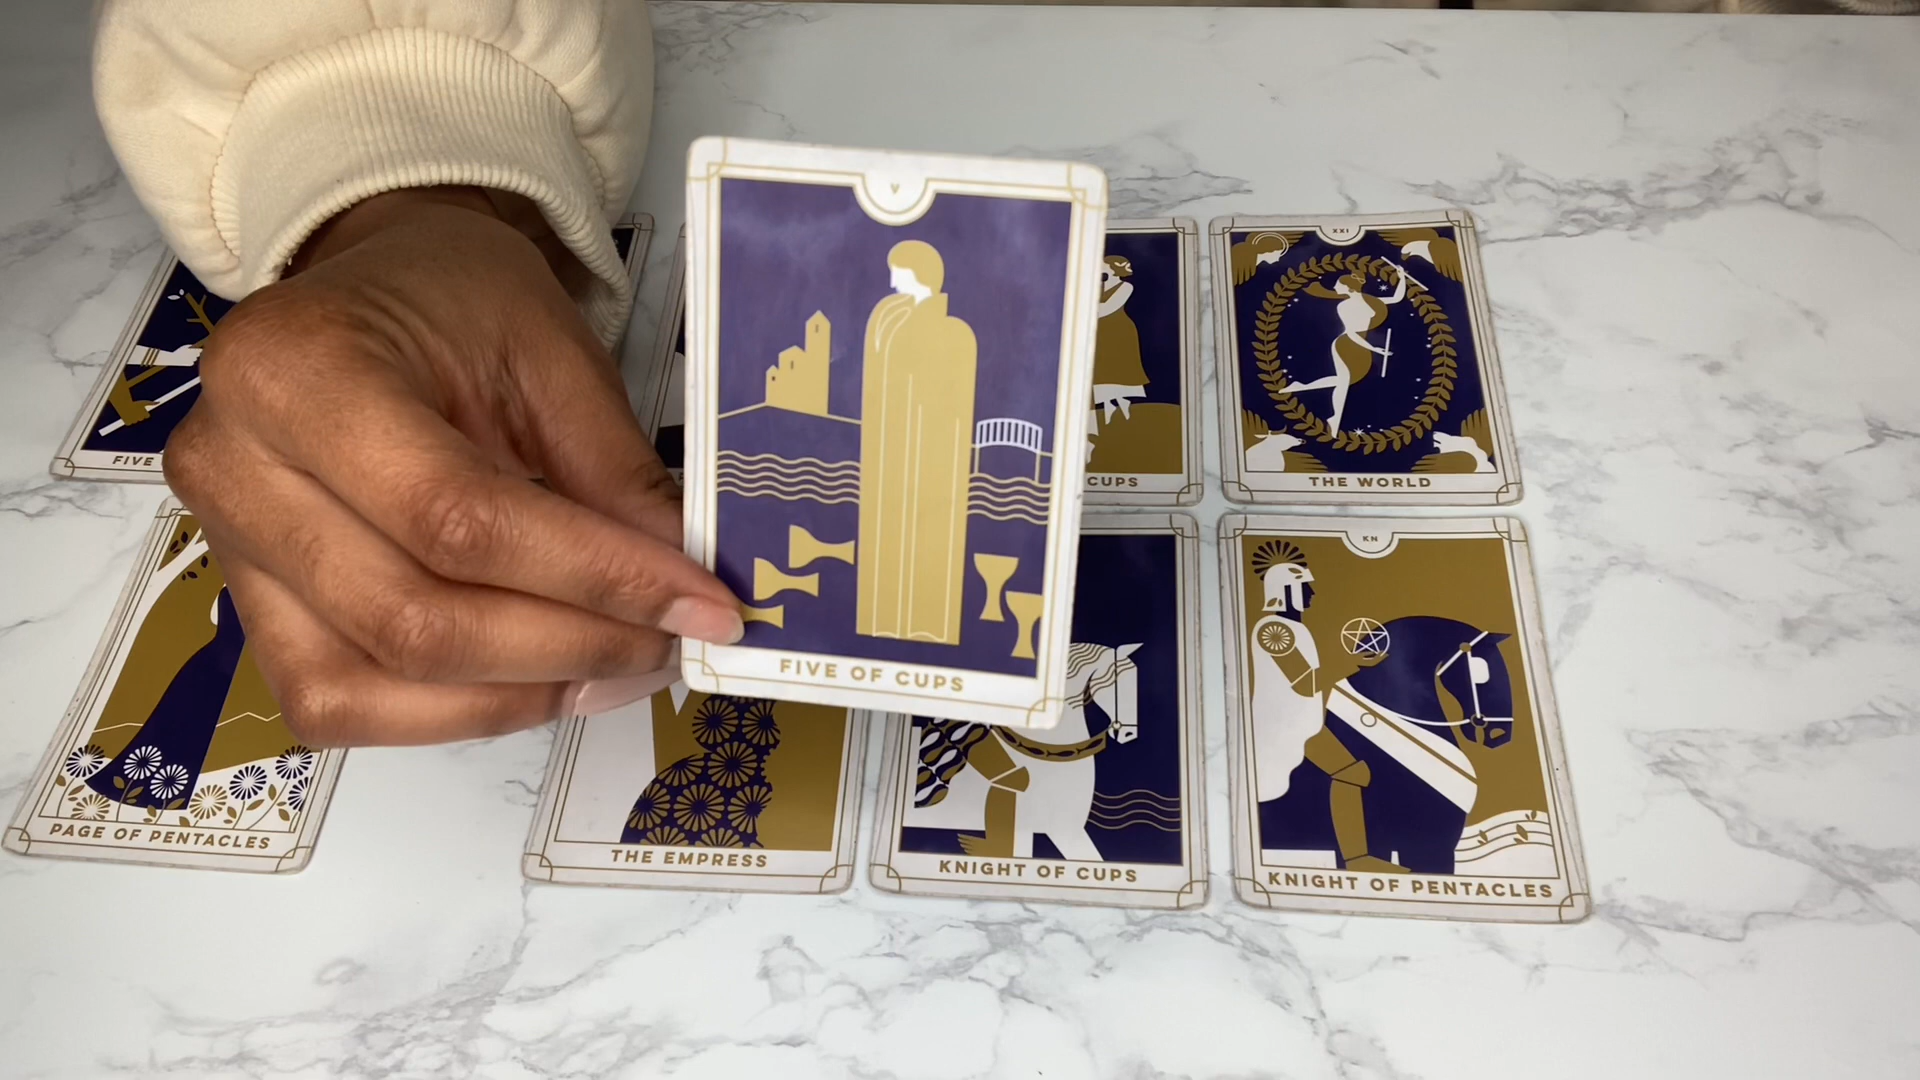 V
FIVE OF CUPS
FIVE
CUPS
XXI
THE WORLD
PAGE OF PENTACLES
THE EMPRESS
KNIGHT OF CUPS
KN
KNIGHT OF PENTACLES